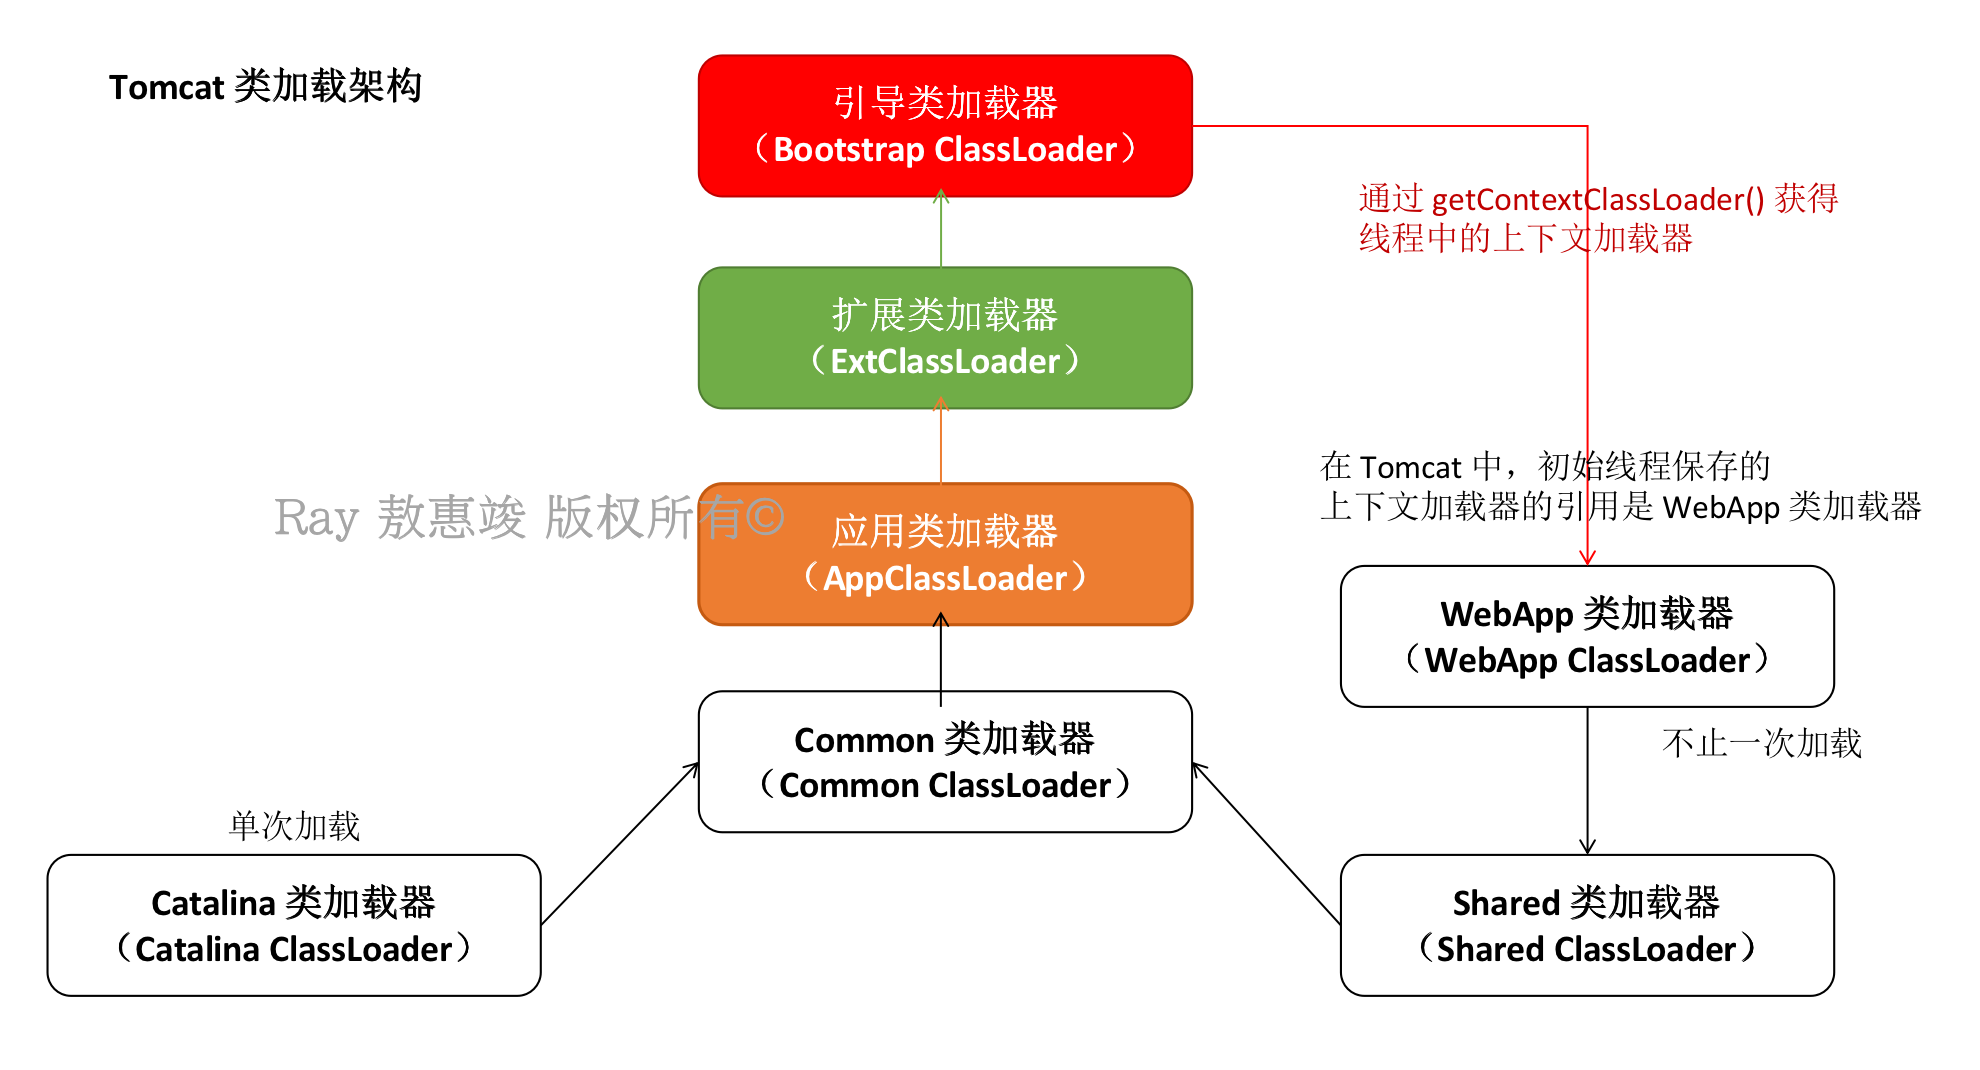 Tomcat 类加载架构
引导类加载器
（Bootstrap ClassLoader）
通过 getContextClassLoader() 获得
线程中的上下文加载器
扩展类加载器
（ExtClassLoader）
在 Tomcat 中，初始线程保存的
上下文加载器的引用是 WebApp 类加载器
Ray 敖惠竣 版权所有©
应用类加载器
（AppClassLoader）
WebApp 类加载器
（WebApp ClassLoader）
Common 类加载器
（Common ClassLoader）
不止一次加载
单次加载
Catalina 类加载器
（Catalina ClassLoader）
Shared 类加载器
（Shared ClassLoader）